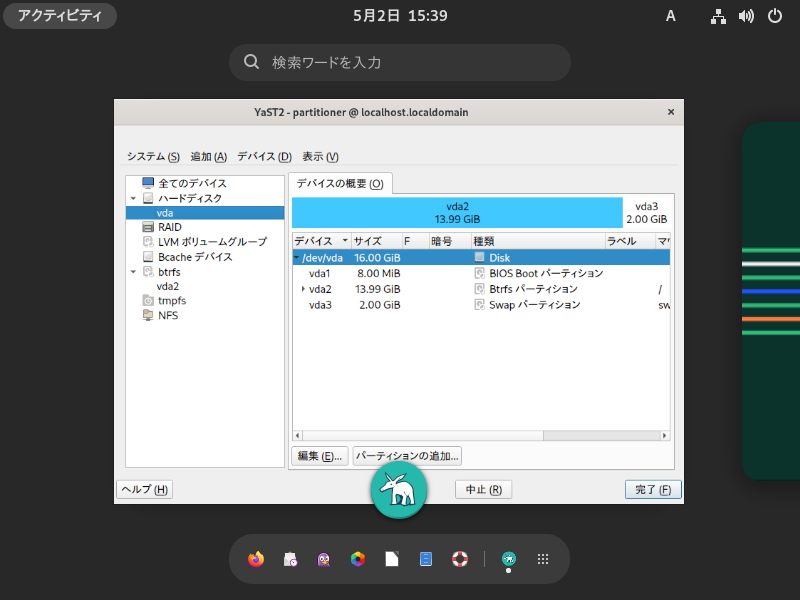 アクティビティ
5月2日 15:39
A
検索ワードを入力
YaST2 - partitioner @ localhost.localdomain
×
システム (S) 追加 (A) デバイス (D) 表示 (V)
全てのデバイス
ハードディスク
vda
RAID
LVM ボリュームグループ
Bcache デバイス
btrfs
vda2
tmpfs
NFS
デバイスの概要 (O)
vda2
13.99 GiB
vda3
2.00 GiB
デバイス サイズ F 暗号 種類 ラベル マ
/dev/vda 16.00 GiB Disk
vda1 8.00 MiB BIOS Boot パーティション
vda2 13.99 GiB Btrfs パーティション /
vda3 2.00 GiB Swap パーティション sw
編集 (E)... パーティションの追加...
ヘルプ (H) 中止 (R) 完了 (F)